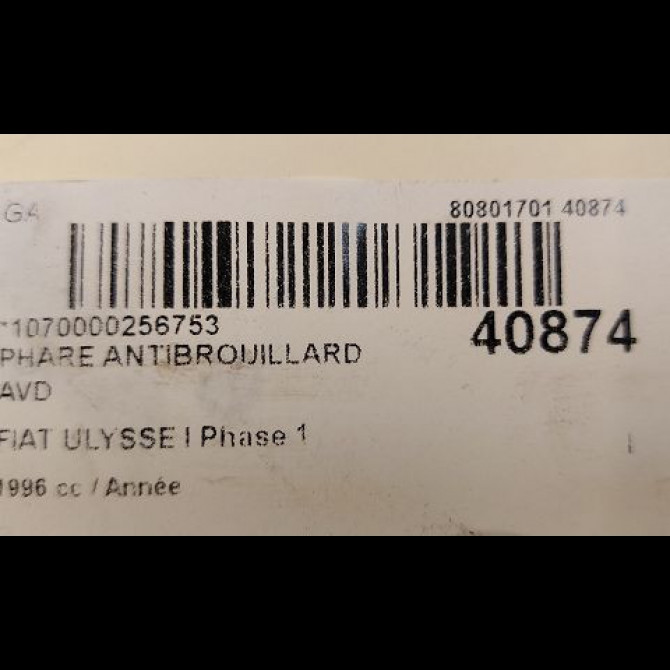 GA
80801701 40874
*1070000256753
40874
PHARE ANTIBROUILLARD
AVD
FIAT ULYSSE I Phase 1
1996 cc / Année